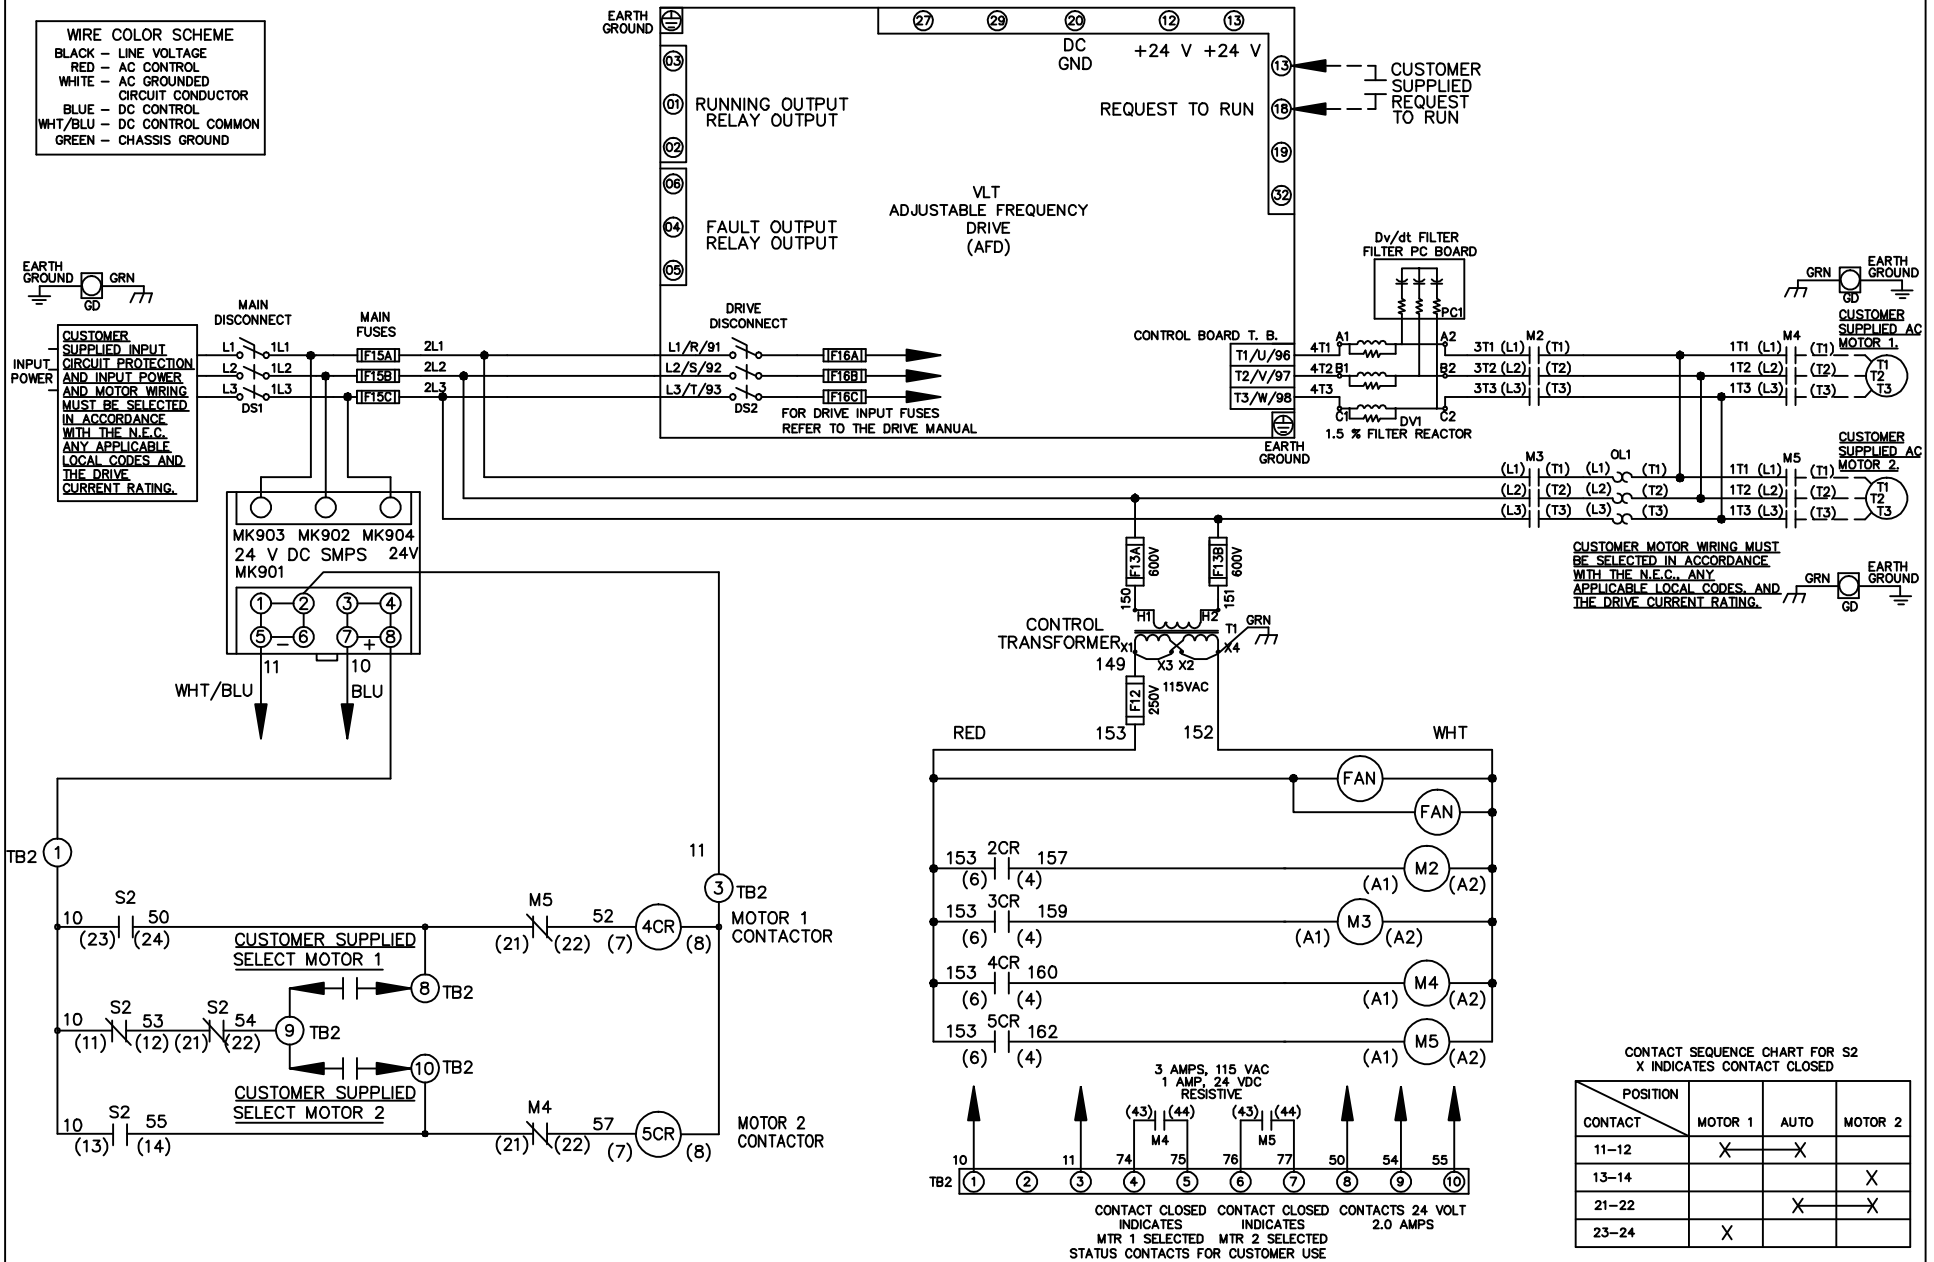 WIRE COLOR SCHEME
BLACK – LINE VOLTAGE
RED – AC CONTROL
WHITE – AC GROUNDED
CIRCUIT CONDUCTOR
BLUE – DC CONTROL
WHT/BLU – DC CONTROL COMMON
GREEN – CHASSIS GROUND
EARTH
GROUND
27 29 20 12 13
DC
GND
+24 V +24 V
03
01
02
RUNNING OUTPUT
RELAY OUTPUT
06
04
05
FAULT OUTPUT
RELAY OUTPUT
VLT
ADJUSTABLE FREQUENCY
DRIVE
(AFD)
REQUEST TO RUN
13
18
19
32
CUSTOMER
SUPPLIED
REQUEST
TO RUN
EARTH
GROUND
GRN
GD
INPUT
POWER
CUSTOMER
SUPPLIED INPUT
CIRCUIT PROTECTION
AND INPUT POWER
AND MOTOR WIRING
MUST BE SELECTED
IN ACCORDANCE
WITH THE N.E.C.
ANY APPLICABLE
LOCAL CODES AND
THE DRIVE
CURRENT RATING.
MAIN
DISCONNECT
L1 1L1
L2 1L2
L3 1L3
DS1
MAIN
FUSES
F15A 2L1
F15B 2L2
F15C 2L3
L1/R/91
L2/S/92
L3/T/93
DRIVE
DISCONNECT
DS2
F16A
F16B
F16C
FOR DRIVE INPUT FUSES
REFER TO THE DRIVE MANUAL
CONTROL BOARD T. B.
T1/U/96
T2/V/97
T3/W/98
EARTH
GROUND
Dv/dt FILTER
FILTER PC BOARD
PC1
4T1 A1 A2
4T2 B1 B2
4T3 C1 C2
DV1
1.5 % FILTER REACTOR
M2
3T1 (L1) (T1)
3T2 (L2) (T2)
3T3 (L3) (T3)
M4
1T1 (L1) (T1)
1T2 (L2) (T2)
1T3 (L3) (T3)
GRN
EARTH
GROUND
GD
CUSTOMER
SUPPLIED AC
MOTOR 1.
T1
T2
T3
M3
(L1) (T1)
(L2) (T2)
(L3) (T3)
OL1
(L1) (T1)
(L2) (T2)
(L3) (T3)
M5
1T1 (L1) (T1)
1T2 (L2) (T2)
1T3 (L3) (T3)
CUSTOMER
SUPPLIED AC
MOTOR 2.
T1
T2
T3
CUSTOMER MOTOR WIRING MUST
BE SELECTED IN ACCORDANCE
WITH THE N.E.C., ANY
APPLICABLE LOCAL CODES, AND
THE DRIVE CURRENT RATING.
GRN
EARTH
GROUND
GD
MK903 MK902 MK904
24 V DC SMPS 24V
MK901
1 2 3 4
5 – 6 7 + 8
11
WHT/BLU
10
BLU
F13A
600V
F13B
600V
150
151
H1 H2
CONTROL
TRANSFORMER
T1
GRN
X1 X3 X2 X4
149
115VAC
F12
250V
RED 153 152 WHT
FAN
FAN
153 2CR 157
(6) (4)
(A1) M2 (A2)
153 3CR 159
(6) (4)
(A1) M3 (A2)
153 4CR 160
(6) (4)
(A1) M4 (A2)
153 5CR 162
(6) (4)
(A1) M5 (A2)
TB2 1
11
3 TB2
10 S2 50
(23) (24)
M5
(21) (22)
52
(7) 4CR (8)
MOTOR 1
CONTACTOR
CUSTOMER SUPPLIED
SELECT MOTOR 1
8 TB2
10 S2 53 S2 54
(11) (12) (21) (22)
9 TB2
10 TB2
CUSTOMER SUPPLIED
SELECT MOTOR 2
10 S2 55
(13) (14)
M4
(21) (22)
57
(7) 5CR (8)
MOTOR 2
CONTACTOR
3 AMPS, 115 VAC
1 AMP, 24 VDC
RESISTIVE
(43) (44)
M4
(43) (44)
M5
10 11 74 75 76 77 50 54 55
TB2 1 2 3 4 5 6 7 8 9 10
CONTACT CLOSED
INDICATES
MTR 1 SELECTED
CONTACT CLOSED
INDICATES
MTR 2 SELECTED
STATUS CONTACTS FOR CUSTOMER USE
CONTACTS 24 VOLT
2.0 AMPS
CONTACT SEQUENCE CHART FOR S2
X INDICATES CONTACT CLOSED
POSITION
CONTACT MOTOR 1 AUTO MOTOR 2
11–12 X X
13–14 X
21–22 X X
23–24 X